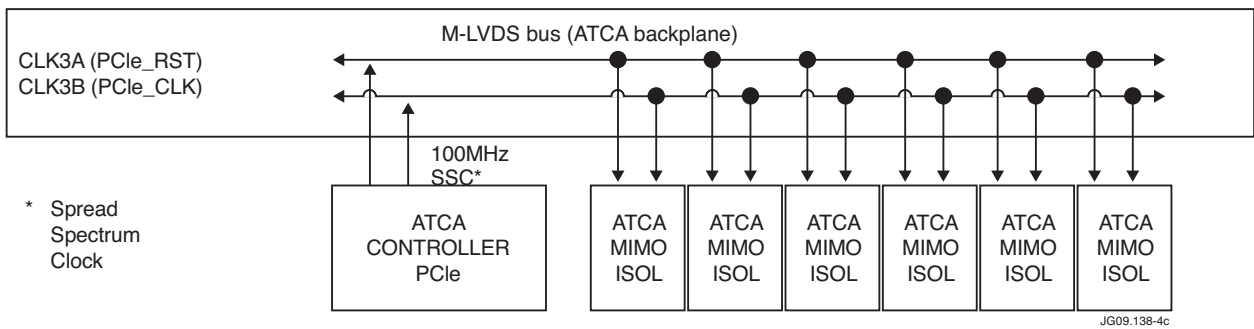 M-LVDS bus (ATCA backplane)
CLK3A (PCIe_RST)
CLK3B (PCIe_CLK)
100MHz
SSC*
* Spread
Spectrum
Clock
ATCA
CONTROLLER
PCIe
ATCA
MIMO
ISOL
ATCA
MIMO
ISOL
ATCA
MIMO
ISOL
ATCA
MIMO
ISOL
ATCA
MIMO
ISOL
ATCA
MIMO
ISOL
JG09.138-4c